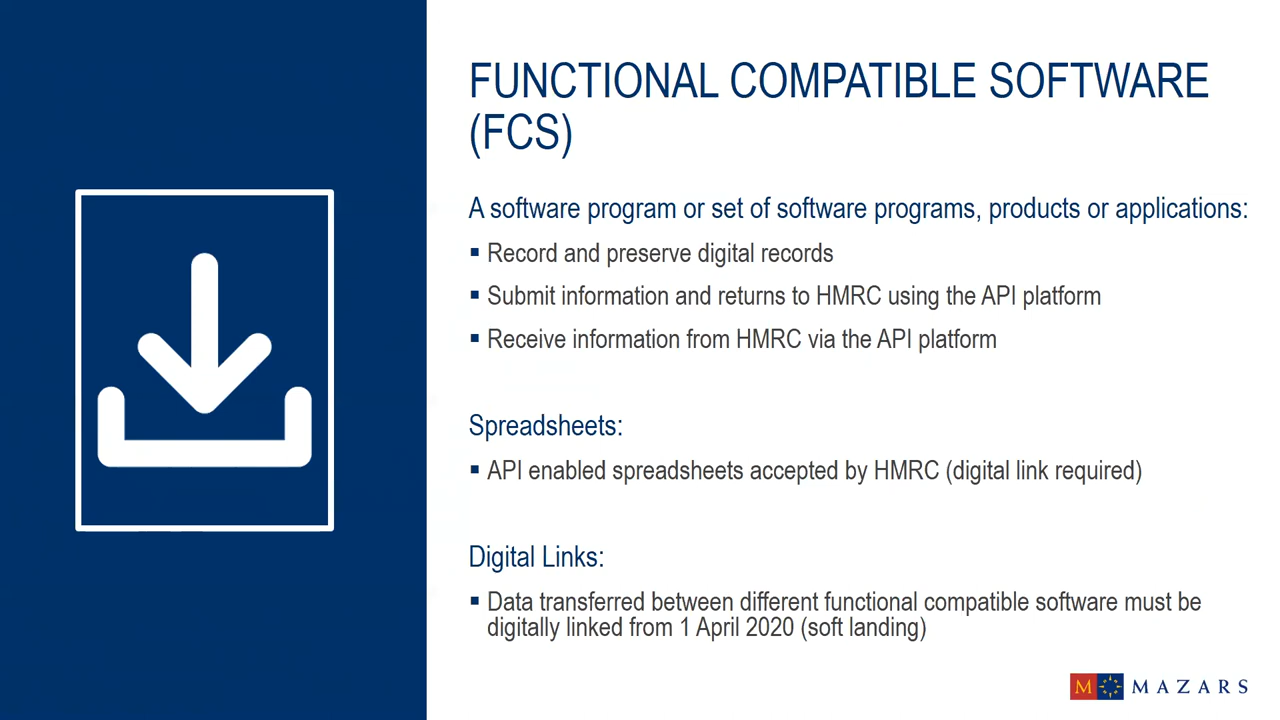 FUNCTIONAL COMPATIBLE SOFTWARE
(FCS)
A software program or set of software programs, products or applications:
▪ Record and preserve digital records
▪ Submit information and returns to HMRC using the API platform
▪ Receive information from HMRC via the API platform
Spreadsheets:
▪ API enabled spreadsheets accepted by HMRC (digital link required)
Digital Links:
▪ Data transferred between different functional compatible software must be
digitally linked from 1 April 2020 (soft landing)
M MAZARS